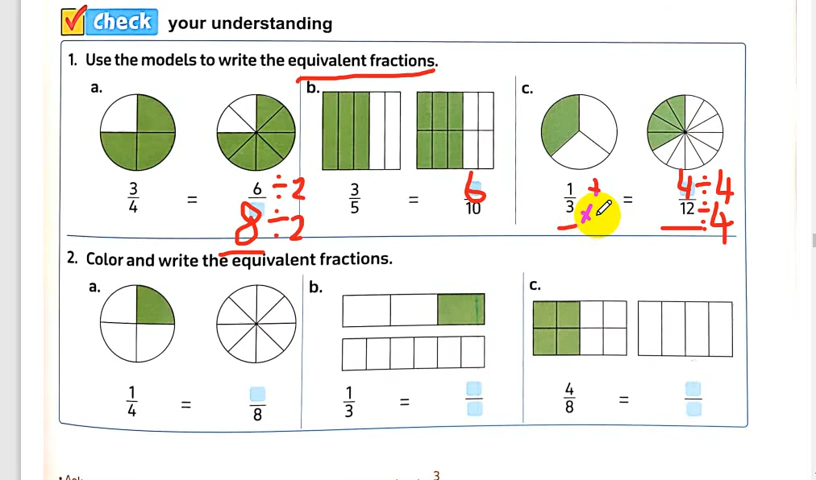 Check your understanding
1. Use the models to write the equivalent fractions.
a. b. c.
3/4 = 6/8 ÷2 ÷2
3/5 = 6/10
1/3 = 4/12 ÷4 ÷4
2. Color and write the equivalent fractions.
a. b. c.
1/4 = /8
1/3 =
4/8 =
3